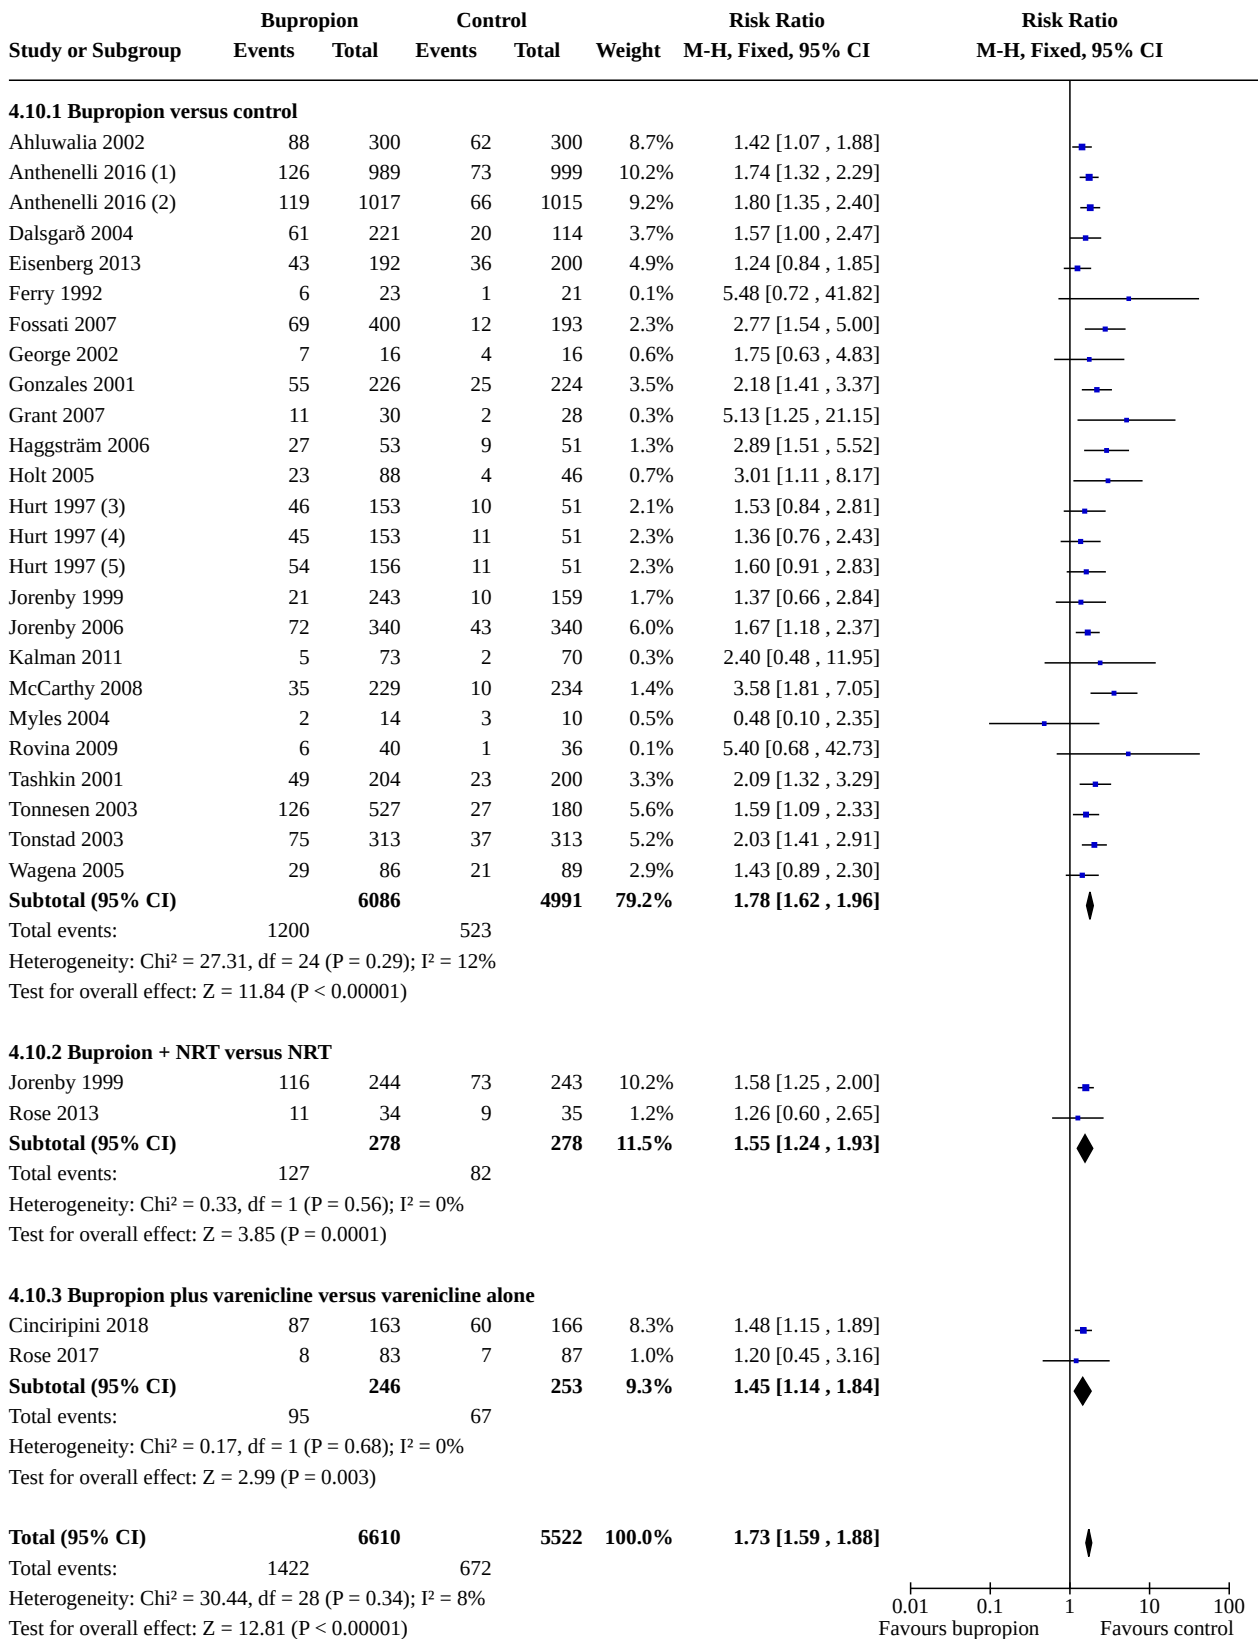 Bupropion Control Risk Ratio Risk Ratio
Study or Subgroup Events Total Events Total Weight M-H, Fixed, 95% CI M-H, Fixed, 95% CI
4.10.1 Bupropion versus control
Ahluwalia 2002 88 300 62 300 8.7% 1.42 [1.07 , 1.88]
Anthenelli 2016 (1) 126 989 73 999 10.2% 1.74 [1.32 , 2.29]
Anthenelli 2016 (2) 119 1017 66 1015 9.2% 1.80 [1.35 , 2.40]
Dalsgarð 2004 61 221 20 114 3.7% 1.57 [1.00 , 2.47]
Eisenberg 2013 43 192 36 200 4.9% 1.24 [0.84 , 1.85]
Ferry 1992 6 23 1 21 0.1% 5.48 [0.72 , 41.82]
Fossati 2007 69 400 12 193 2.3% 2.77 [1.54 , 5.00]
George 2002 7 16 4 16 0.6% 1.75 [0.63 , 4.83]
Gonzales 2001 55 226 25 224 3.5% 2.18 [1.41 , 3.37]
Grant 2007 11 30 2 28 0.3% 5.13 [1.25 , 21.15]
Haggsträm 2006 27 53 9 51 1.3% 2.89 [1.51 , 5.52]
Holt 2005 23 88 4 46 0.7% 3.01 [1.11 , 8.17]
Hurt 1997 (3) 46 153 10 51 2.1% 1.53 [0.84 , 2.81]
Hurt 1997 (4) 45 153 11 51 2.3% 1.36 [0.76 , 2.43]
Hurt 1997 (5) 54 156 11 51 2.3% 1.60 [0.91 , 2.83]
Jorenby 1999 21 243 10 159 1.7% 1.37 [0.66 , 2.84]
Jorenby 2006 72 340 43 340 6.0% 1.67 [1.18 , 2.37]
Kalman 2011 5 73 2 70 0.3% 2.40 [0.48 , 11.95]
McCarthy 2008 35 229 10 234 1.4% 3.58 [1.81 , 7.05]
Myles 2004 2 14 3 10 0.5% 0.48 [0.10 , 2.35]
Rovina 2009 6 40 1 36 0.1% 5.40 [0.68 , 42.73]
Tashkin 2001 49 204 23 200 3.3% 2.09 [1.32 , 3.29]
Tonnesen 2003 126 527 27 180 5.6% 1.59 [1.09 , 2.33]
Tonstad 2003 75 313 37 313 5.2% 2.03 [1.41 , 2.91]
Wagena 2005 29 86 21 89 2.9% 1.43 [0.89 , 2.30]
Subtotal (95% CI) 6086 4991 79.2% 1.78 [1.62 , 1.96]
Total events: 1200 523
Heterogeneity: Chi² = 27.31, df = 24 (P = 0.29); I² = 12%
Test for overall effect: Z = 11.84 (P < 0.00001)
4.10.2 Buproion + NRT versus NRT
Jorenby 1999 116 244 73 243 10.2% 1.58 [1.25 , 2.00]
Rose 2013 11 34 9 35 1.2% 1.26 [0.60 , 2.65]
Subtotal (95% CI) 278 278 11.5% 1.55 [1.24 , 1.93]
Total events: 127 82
Heterogeneity: Chi² = 0.33, df = 1 (P = 0.56); I² = 0%
Test for overall effect: Z = 3.85 (P = 0.0001)
4.10.3 Bupropion plus varenicline versus varenicline alone
Cinciripini 2018 87 163 60 166 8.3% 1.48 [1.15 , 1.89]
Rose 2017 8 83 7 87 1.0% 1.20 [0.45 , 3.16]
Subtotal (95% CI) 246 253 9.3% 1.45 [1.14 , 1.84]
Total events: 95 67
Heterogeneity: Chi² = 0.17, df = 1 (P = 0.68); I² = 0%
Test for overall effect: Z = 2.99 (P = 0.003)
Total (95% CI) 6610 5522 100.0% 1.73 [1.59 , 1.88]
Total events: 1422 672
Heterogeneity: Chi² = 30.44, df = 28 (P = 0.34); I² = 8%
0.01 0.1 1 10 100
Test for overall effect: Z = 12.81 (P < 0.00001) Favours bupropion Favours control